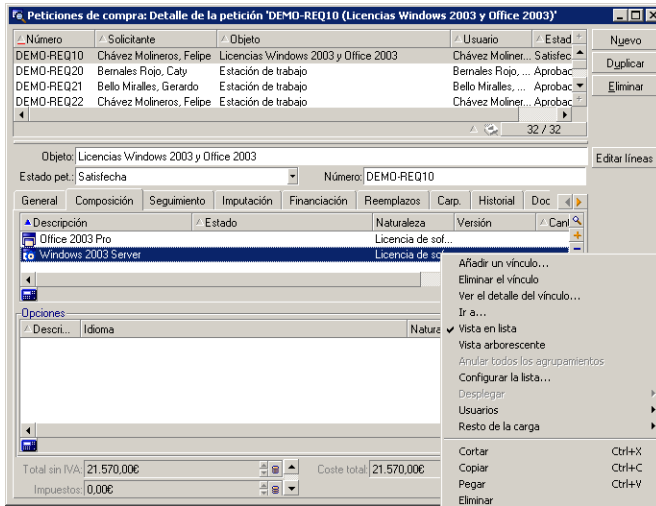 Peticiones de compra: Detalle de la petición 'DEMO-REQ10 (Licencias Windows 2003 y Office 2003)'
Número Solicitante Objeto Usuario Estad
DEMO-REQ10 Chávez Molineros, Felipe Licencias Windows 2003 y Office 2003 Chávez Moliner... Satisfec
DEMO-REQ20 Bernales Rojo, Caty Estación de trabajo Bernales Rojo, ... Aprobac
DEMO-REQ21 Bello Miralles, Gerardo Estación de trabajo Bello Miralles, ... Aprobac
DEMO-REQ22 Chávez Molineros, Felipe Estación de trabajo Chávez Moliner... Aprobac
32 / 32
Nuevo
Duplicar
Eliminar
Editar líneas
Objeto: Licencias Windows 2003 y Office 2003
Estado pet.: Satisfecha Número: DEMO-REQ10
General Composición Seguimiento Imputación Financiación Reemplazos Carp. Historial Doc
Descripción Estado Naturaleza Versión Cant
Office 2003 Pro Licencia de sof...
Windows 2003 Server Licencia de sof
Opciones
Descri... Idioma Natura
Total sin IVA: 21.570,00€ Coste total: 21.570,00€
Impuestos: 0,00€
Añadir un vínculo...
Eliminar el vínculo
Ver el detalle del vínculo...
Ir a...
Vista en lista
Vista arborescente
Anular todos los agrupamientos
Configurar la lista...
Desplegar
Usuarios
Resto de la carga
Cortar Ctrl+X
Copiar Ctrl+C
Pegar Ctrl+V
Eliminar